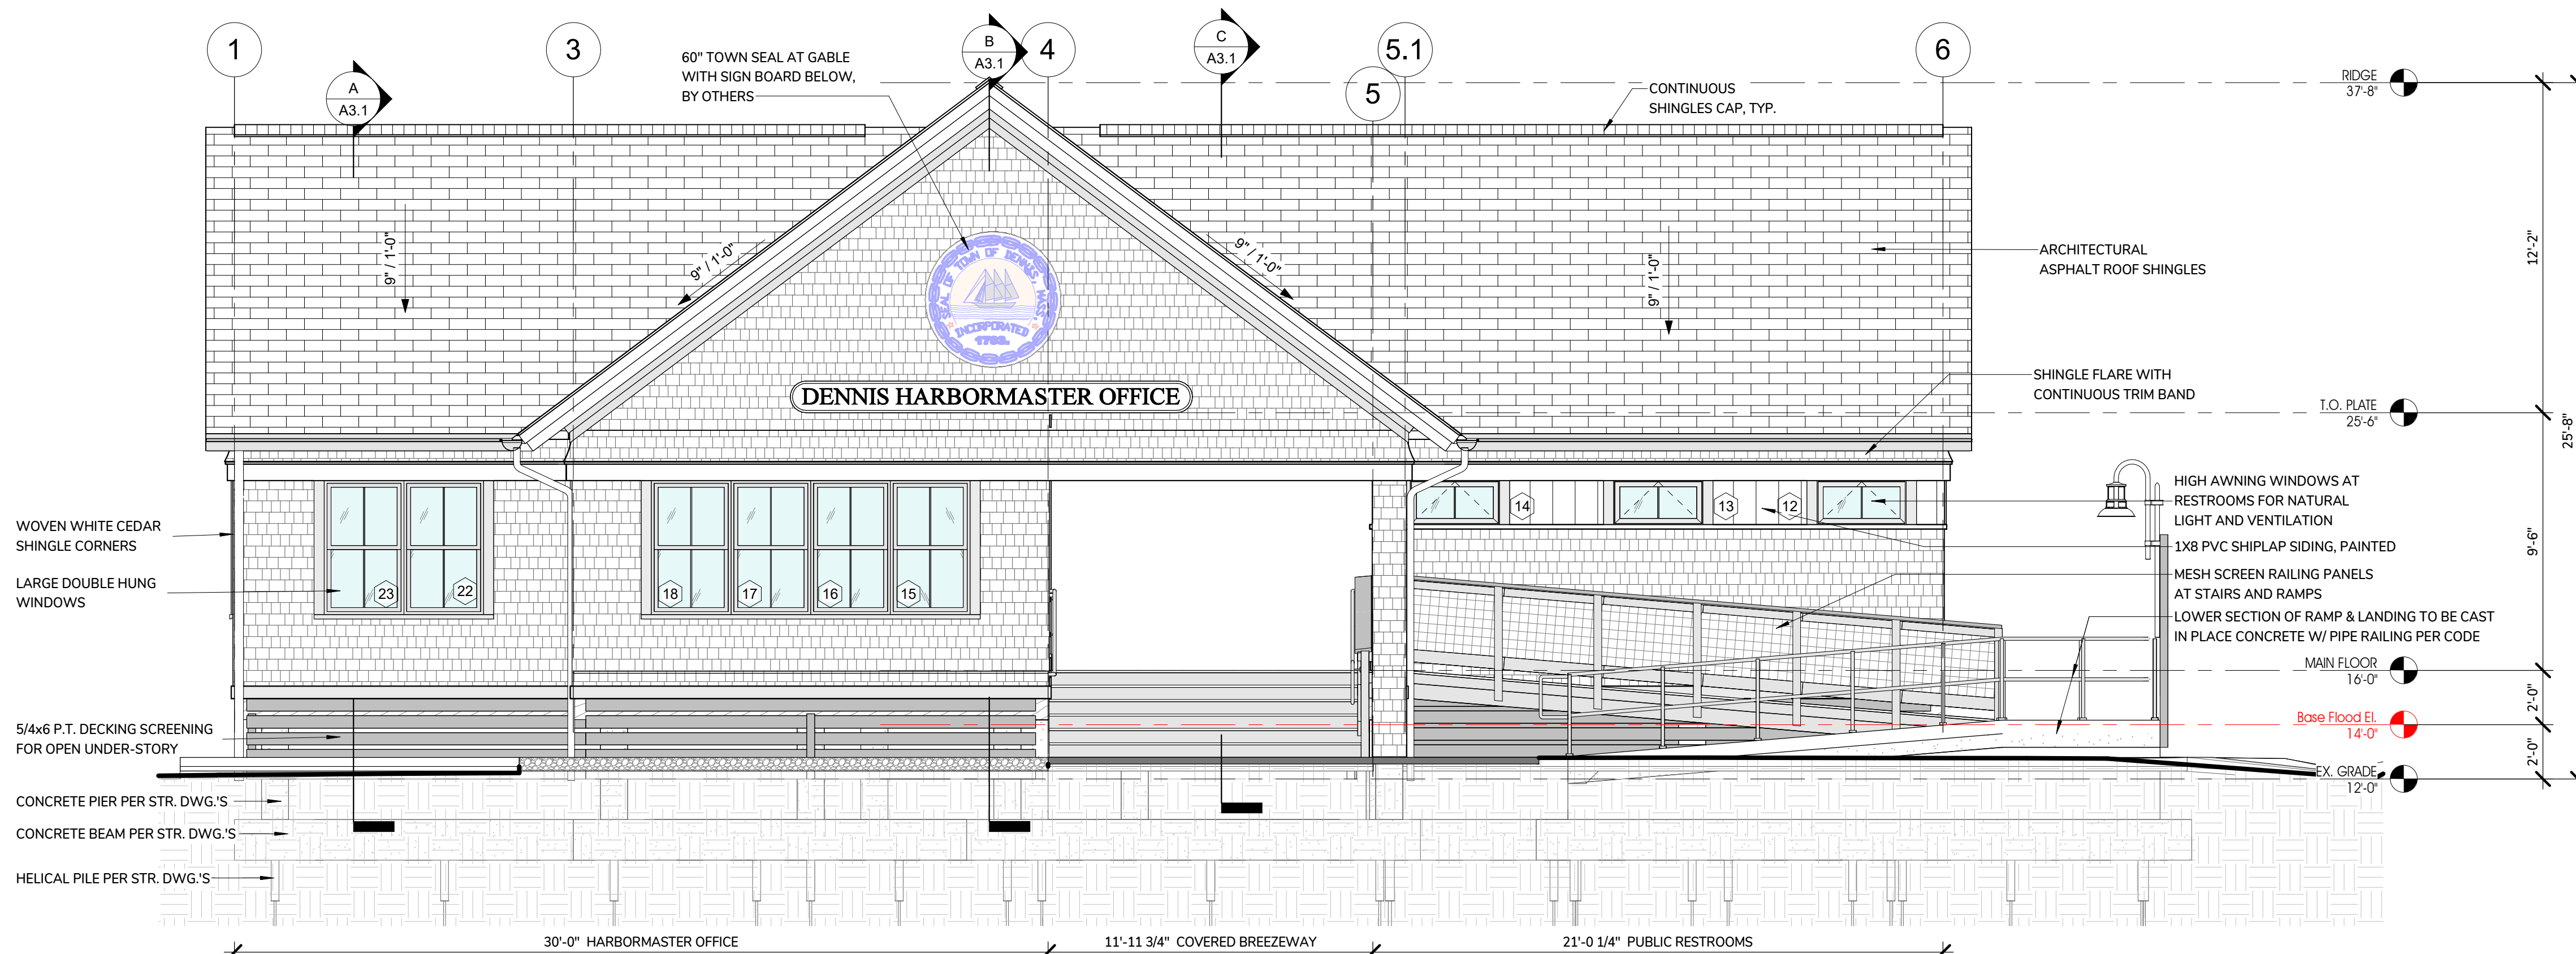 1
3
4
5
5.1
6
A
A3.1
B
A3.1
C
A3.1
60" TOWN SEAL AT GABLE
WITH SIGN BOARD BELOW,
BY OTHERS
CONTINUOUS
SHINGLES CAP, TYP.
RIDGE
37'-8"
9" / 1'-0"
9" / 1'-0"
9" / 1'-0"
9" / 1'-0"
SEAL OF TOWN OF DENNIS, MASS.
INCORPORATED
1793.
DENNIS HARBORMASTER OFFICE
ARCHITECTURAL
ASPHALT ROOF SHINGLES
12'-2"
SHINGLE FLARE WITH
CONTINUOUS TRIM BAND
T.O. PLATE
25'-6"
25'-8"
WOVEN WHITE CEDAR
SHINGLE CORNERS
LARGE DOUBLE HUNG
WINDOWS
23
22
18
17
16
15
14
13
12
HIGH AWNING WINDOWS AT
RESTROOMS FOR NATURAL
LIGHT AND VENTILATION
1X8 PVC SHIPLAP SIDING, PAINTED
MESH SCREEN RAILING PANELS
AT STAIRS AND RAMPS
LOWER SECTION OF RAMP & LANDING TO BE CAST
IN PLACE CONCRETE W/ PIPE RAILING PER CODE
9'-6"
MAIN FLOOR
16'-0"
2'-0"
Base Flood El.
14'-0"
2'-0"
EX. GRADE
12'-0"
5/4x6 P.T. DECKING SCREENING
FOR OPEN UNDER-STORY
CONCRETE PIER PER STR. DWG.'S
CONCRETE BEAM PER STR. DWG.'S
HELICAL PILE PER STR. DWG.'S
30'-0" HARBORMASTER OFFICE
11'-11 3/4" COVERED BREEZEWAY
21'-0 1/4" PUBLIC RESTROOMS